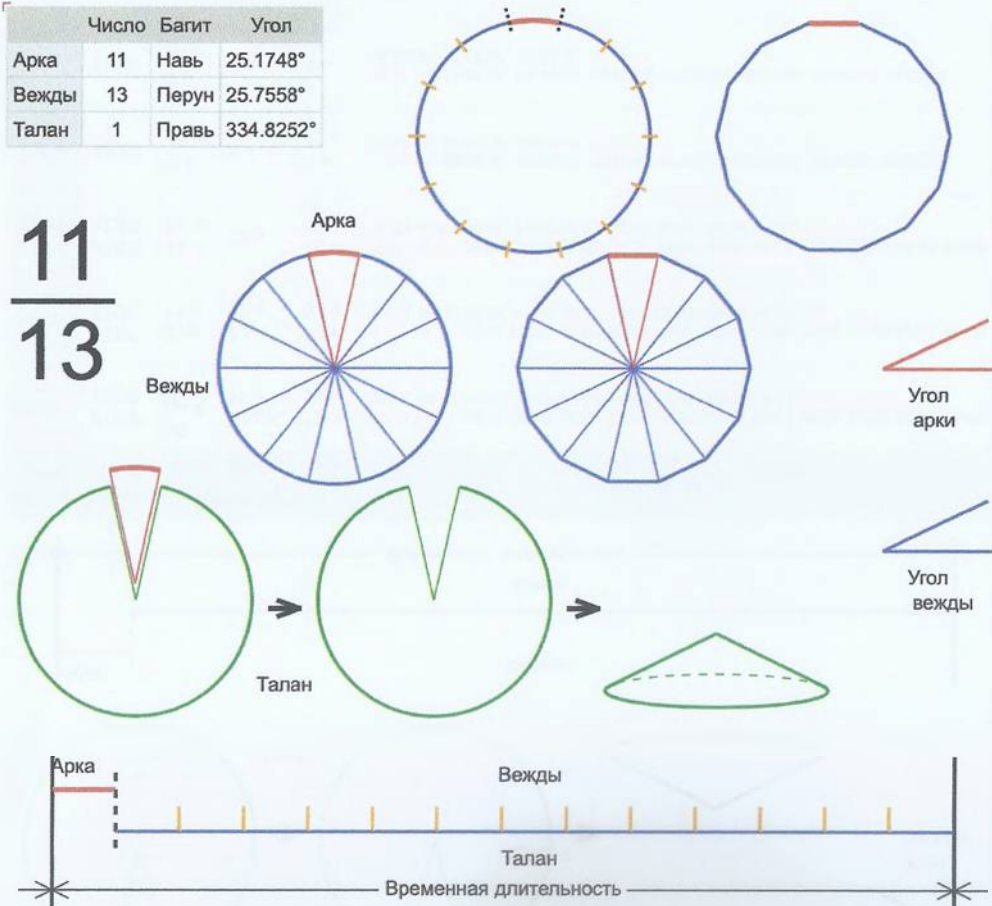 Число Багит Угол
Арка 11 Навь 25.1748°
Вежды 13 Перун 25.7558°
Талан 1 Правь 334.8252°
11
13
Арка
Вежды
Угол
арки
Угол
вежды
Талан
Арка
Вежды
Талан
Временная длительность